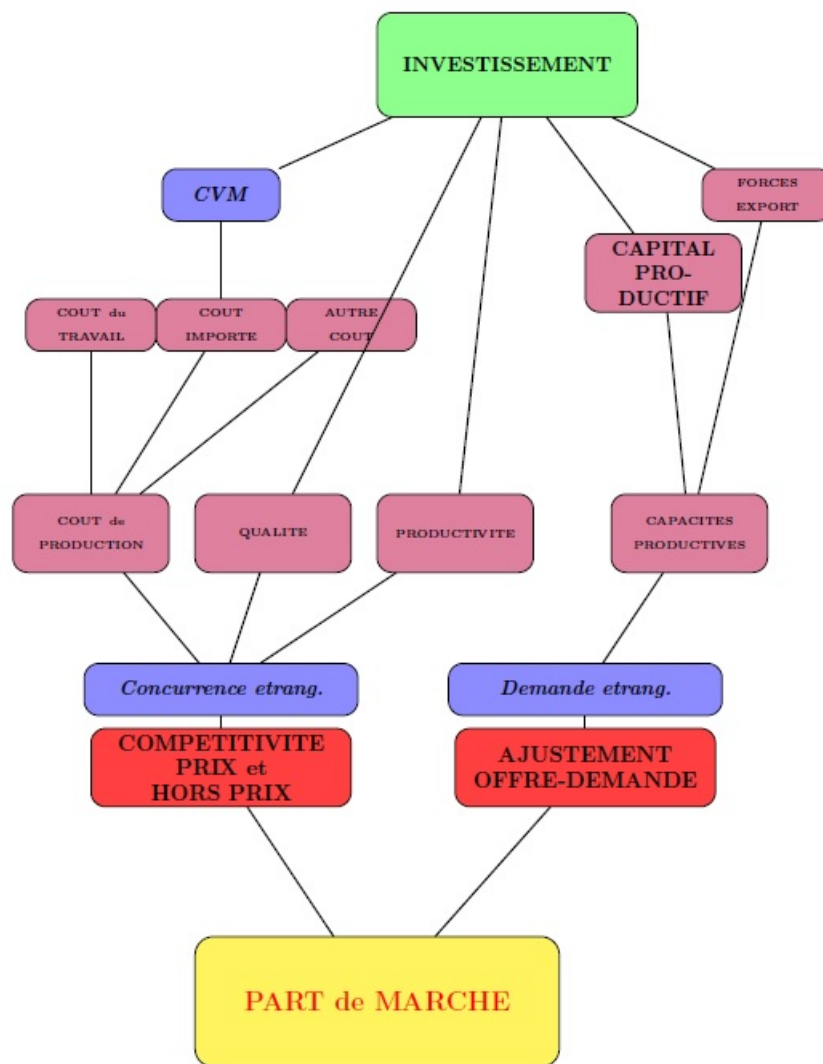 INVESTISSEMENT
CVM
FORCES
EXPORT
CAPITAL
PRO-
DUCTIF
COUT du
TRAVAIL
COUT
IMPORTE
AUTRE
COUT
COUT de
PRODUCTION
QUALITE
PRODUCTIVITE
CAPACITES
PRODUCTIVES
Concurrence etrang.
Demande etrang.
COMPETITIVITE
PRIX et
HORS PRIX
AJUSTEMENT
OFFRE-DEMANDE
PART de MARCHE